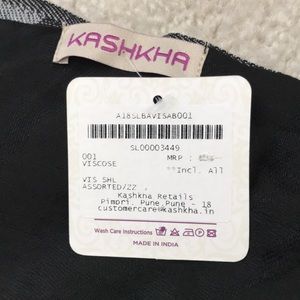 KASHKHA
A18SLBAVISAB001
SL00003449
001 MRP :
VISCOSE **Incl. All
VIS SHL
ASSORTED/ZZ ,
Kashkha Retails
Pimpri, Pune,Pune - 18
customercare@kashkha.in
Wash Care Instructions
MADE IN INDIA